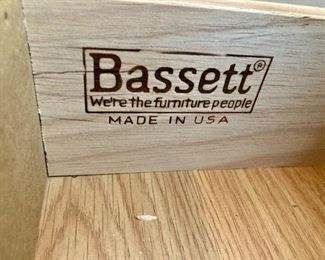 Bassett®
We're the furniture people
MADE IN USA